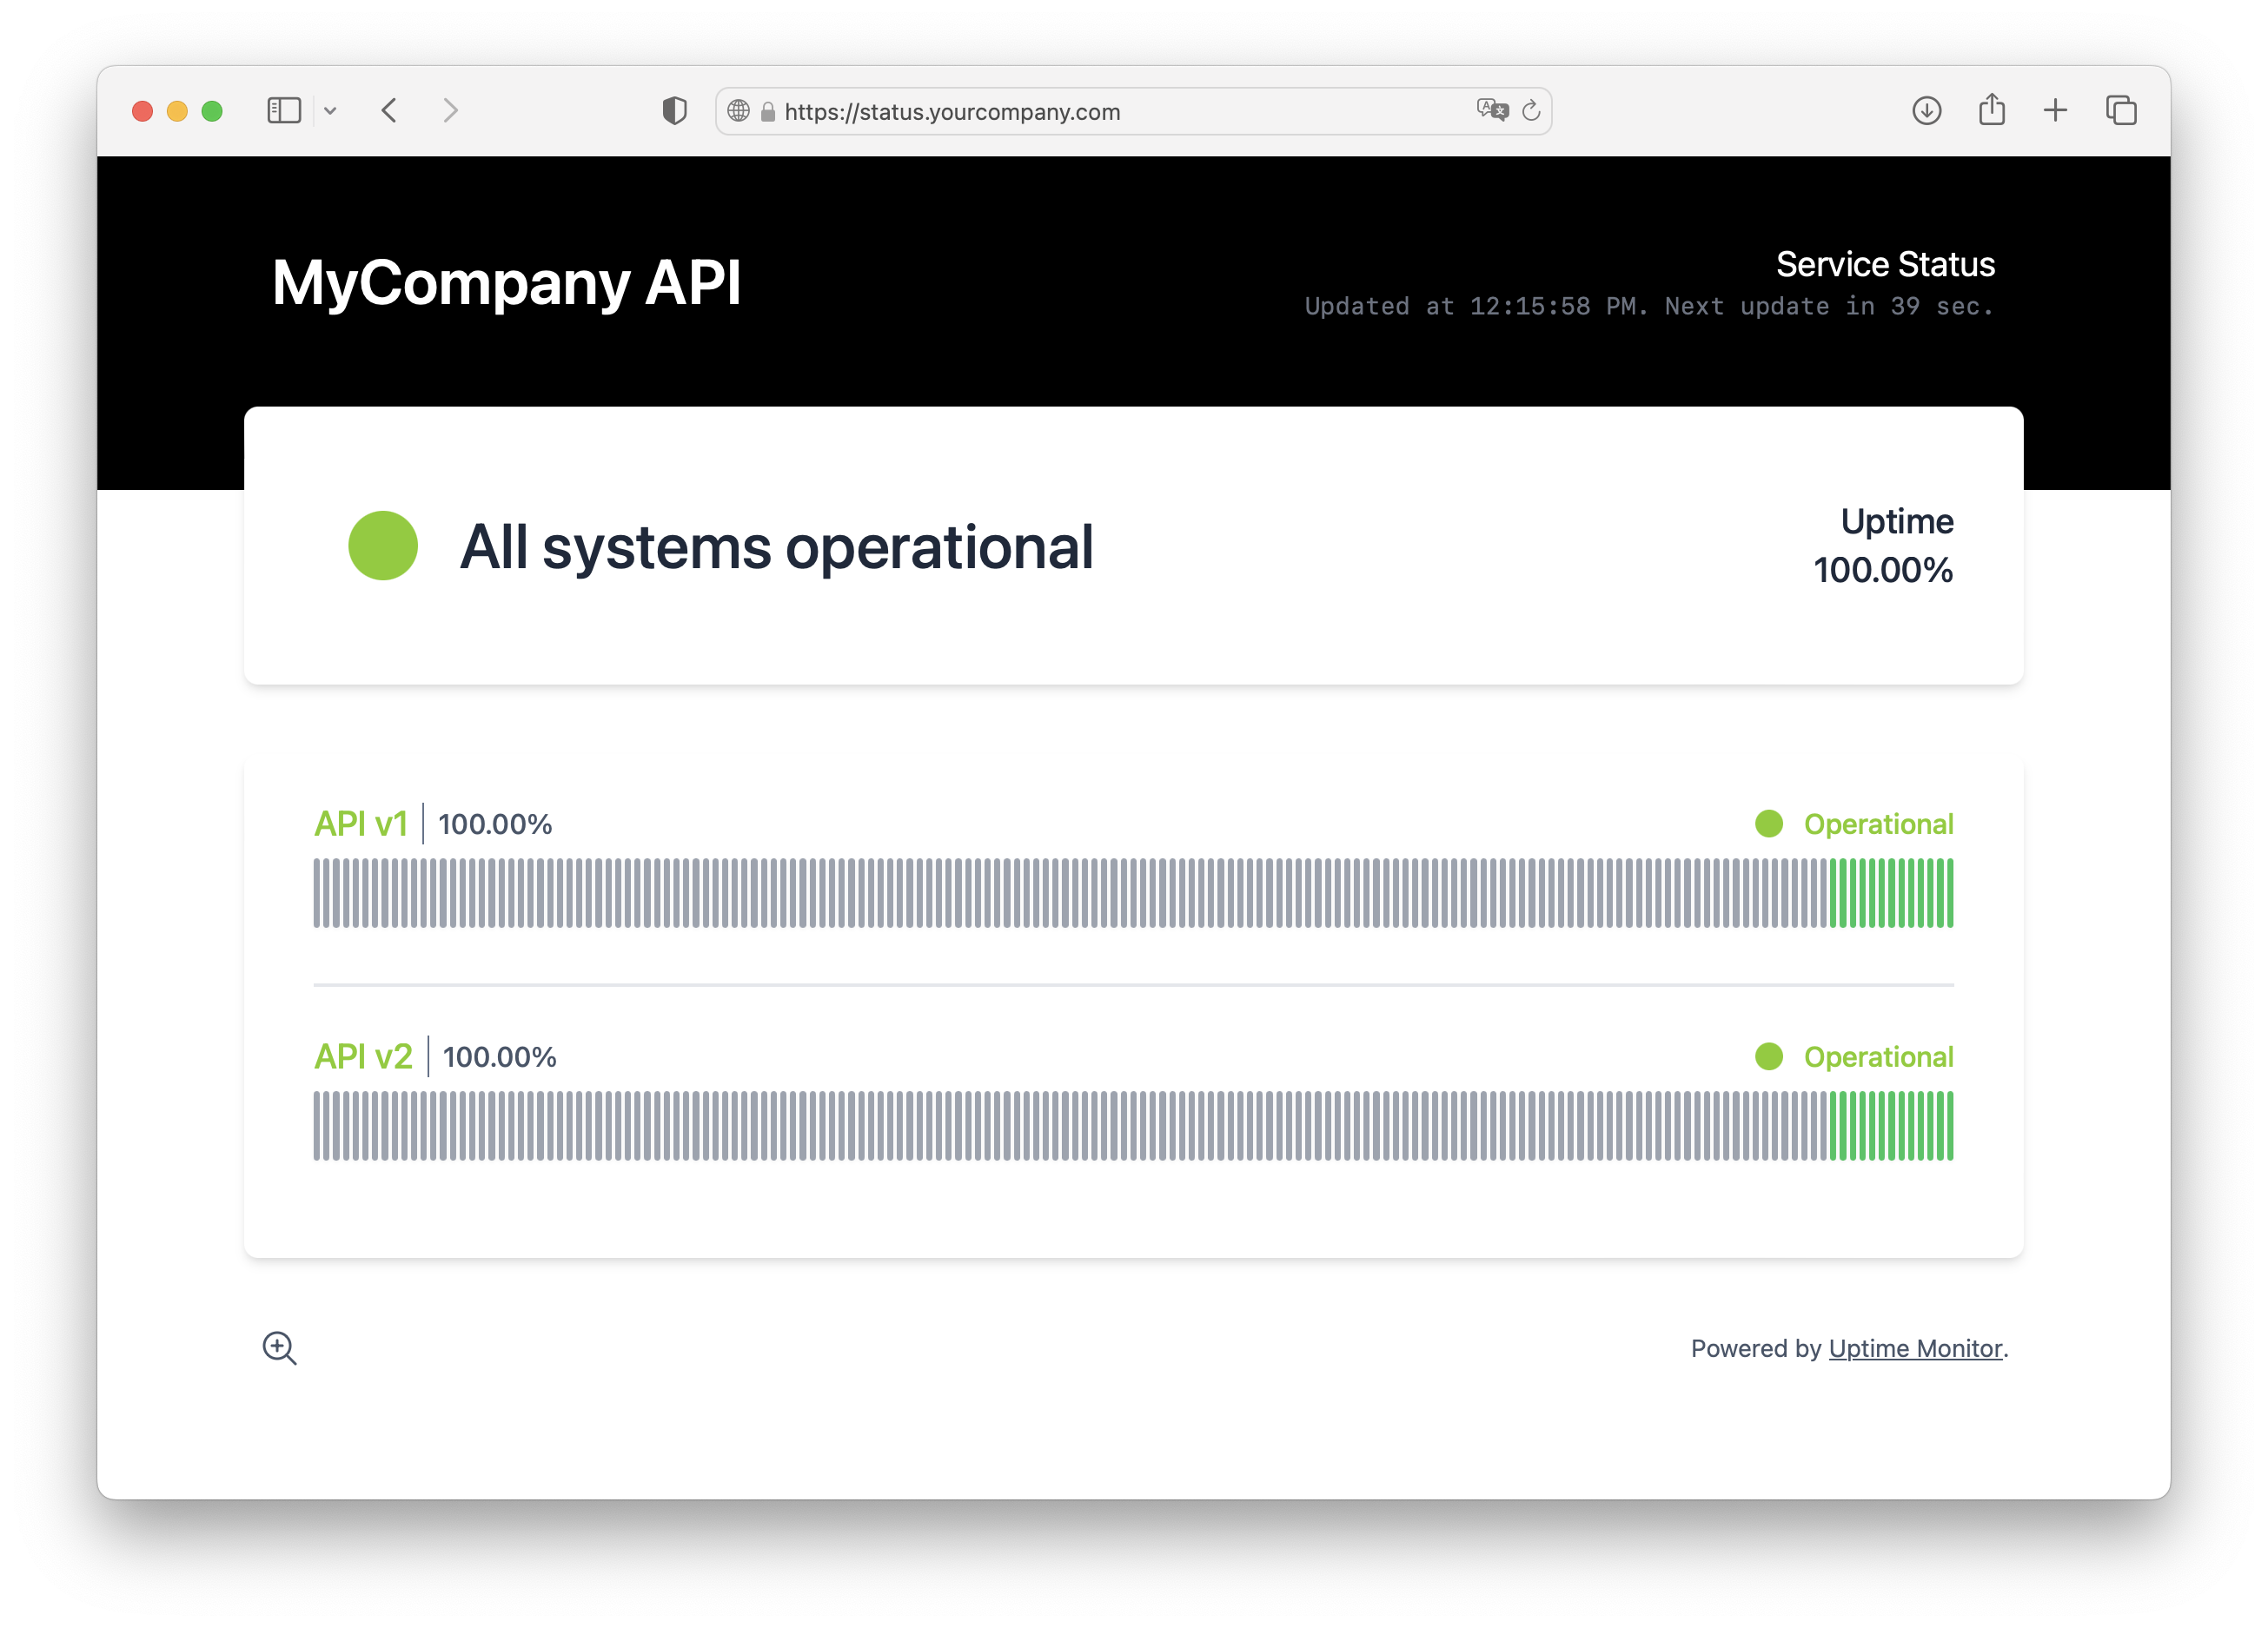 https://status.yourcompany.com
MyCompany API
Service Status
Updated at 12:15:58 PM. Next update in 39 sec.
All systems operational
Uptime
100.00%
API v1 100.00%
Operational
API v2 100.00%
Operational
Powered by Uptime Monitor.